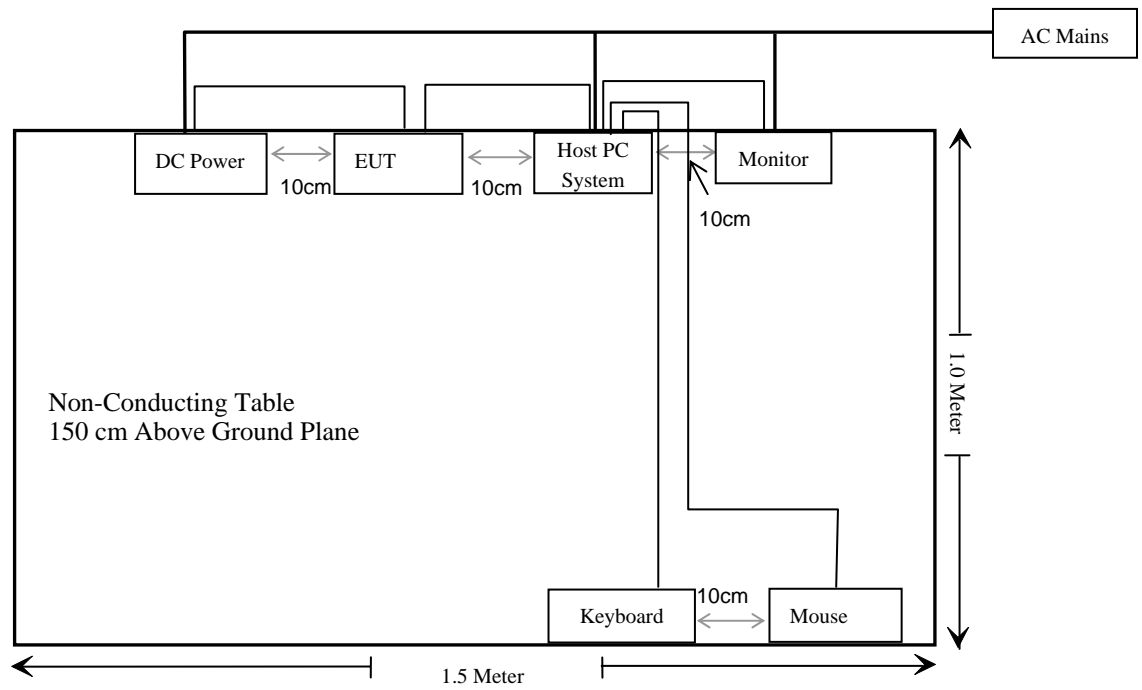 AC Mains
DC Power
EUT
Host PC
System
Monitor
10cm
10cm
10cm
Non-Conducting Table
150 cm Above Ground Plane
1.0 Meter
10cm
Keyboard
Mouse
1.5 Meter